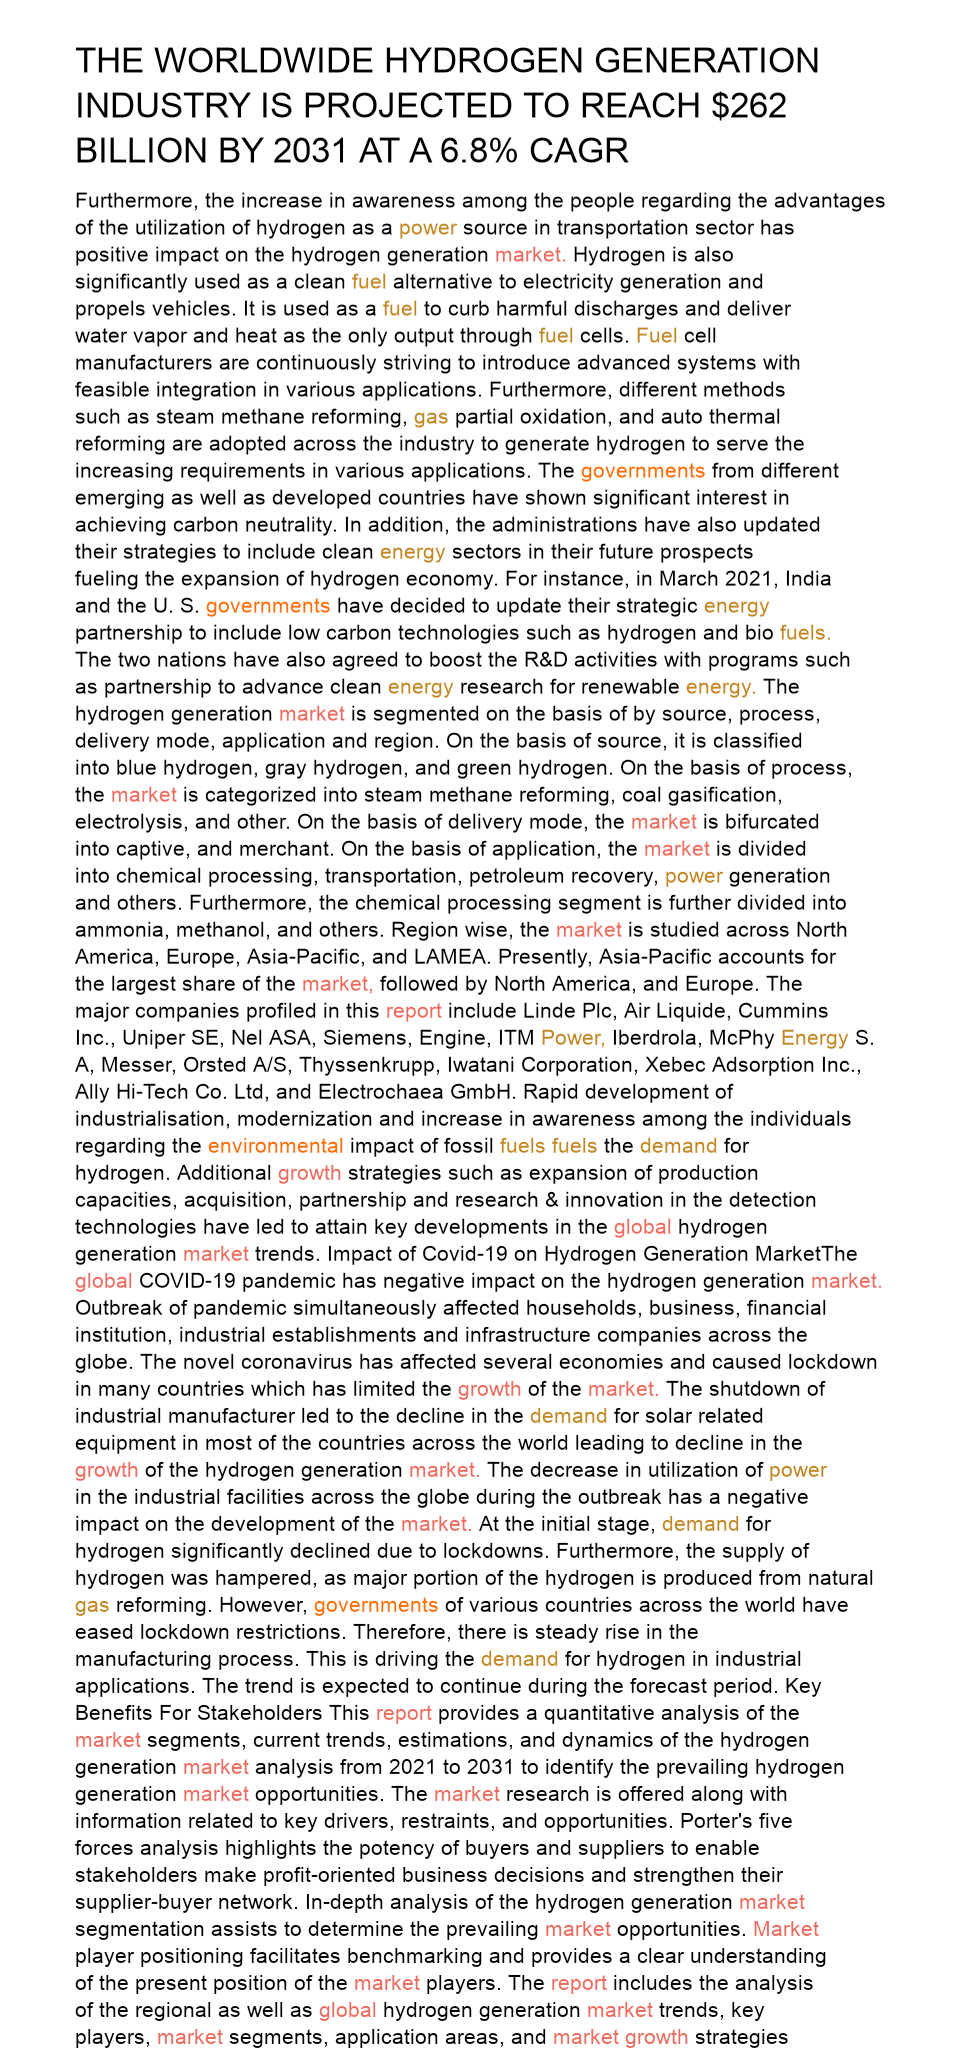 THE WORLDWIDE HYDROGEN GENERATION
INDUSTRY IS PROJECTED TO REACH $262
BILLION BY 2031 AT A 6.8% CAGR
Furthermore, the increase in awareness among the people regarding the advantages
of the utilization of hydrogen as a power source in transportation sector has
positive impact on the hydrogen generation market. Hydrogen is also
significantly used as a clean fuel alternative to electricity generation and
propels vehicles. It is used as a fuel to curb harmful discharges and deliver
water vapor and heat as the only output through fuel cells. Fuel cell
manufacturers are continuously striving to introduce advanced systems with
feasible integration in various applications. Furthermore, different methods
such as steam methane reforming, gas partial oxidation, and auto thermal
reforming are adopted across the industry to generate hydrogen to serve the
increasing requirements in various applications. The governments from different
emerging as well as developed countries have shown significant interest in
achieving carbon neutrality. In addition, the administrations have also updated
their strategies to include clean energy sectors in their future prospects
fueling the expansion of hydrogen economy. For instance, in March 2021, India
and the U. S. governments have decided to update their strategic energy
partnership to include low carbon technologies such as hydrogen and bio fuels.
The two nations have also agreed to boost the R&D activities with programs such
as partnership to advance clean energy research for renewable energy. The
hydrogen generation market is segmented on the basis of by source, process,
delivery mode, application and region. On the basis of source, it is classified
into blue hydrogen, gray hydrogen, and green hydrogen. On the basis of process,
the market is categorized into steam methane reforming, coal gasification,
electrolysis, and other. On the basis of delivery mode, the market is bifurcated
into captive, and merchant. On the basis of application, the market is divided
into chemical processing, transportation, petroleum recovery, power generation
and others. Furthermore, the chemical processing segment is further divided into
ammonia, methanol, and others. Region wise, the market is studied across North
America, Europe, Asia-Pacific, and LAMEA. Presently, Asia-Pacific accounts for
the largest share of the market, followed by North America, and Europe. The
major companies profiled in this report include Linde Plc, Air Liquide, Cummins
Inc., Uniper SE, Nel ASA, Siemens, Engine, ITM Power, Iberdrola, McPhy Energy S.
A, Messer, Orsted A/S, Thyssenkrupp, Iwatani Corporation, Xebec Adsorption Inc.,
Ally Hi-Tech Co. Ltd, and Electrochaea GmbH. Rapid development of
industrialisation, modernization and increase in awareness among the individuals
regarding the environmental impact of fossil fuels fuels the demand for
hydrogen. Additional growth strategies such as expansion of production
capacities, acquisition, partnership and research & innovation in the detection
technologies have led to attain key developments in the global hydrogen
generation market trends. Impact of Covid-19 on Hydrogen Generation MarketThe
global COVID-19 pandemic has negative impact on the hydrogen generation market.
Outbreak of pandemic simultaneously affected households, business, financial
institution, industrial establishments and infrastructure companies across the
globe. The novel coronavirus has affected several economies and caused lockdown
in many countries which has limited the growth of the market. The shutdown of
industrial manufacturer led to the decline in the demand for solar related
equipment in most of the countries across the world leading to decline in the
growth of the hydrogen generation market. The decrease in utilization of power
in the industrial facilities across the globe during the outbreak has a negative
impact on the development of the market. At the initial stage, demand for
hydrogen significantly declined due to lockdowns. Furthermore, the supply of
hydrogen was hampered, as major portion of the hydrogen is produced from natural
gas reforming. However, governments of various countries across the world have
eased lockdown restrictions. Therefore, there is steady rise in the
manufacturing process. This is driving the demand for hydrogen in industrial
applications. The trend is expected to continue during the forecast period. Key
Benefits For Stakeholders This report provides a quantitative analysis of the
market segments, current trends, estimations, and dynamics of the hydrogen
generation market analysis from 2021 to 2031 to identify the prevailing hydrogen
generation market opportunities. The market research is offered along with
information related to key drivers, restraints, and opportunities. Porter's five
forces analysis highlights the potency of buyers and suppliers to enable
stakeholders make profit-oriented business decisions and strengthen their
supplier-buyer network. In-depth analysis of the hydrogen generation market
segmentation assists to determine the prevailing market opportunities. Market
player positioning facilitates benchmarking and provides a clear understanding
of the present position of the market players. The report includes the analysis
of the regional as well as global hydrogen generation market trends, key
players, market segments, application areas, and market growth strategies